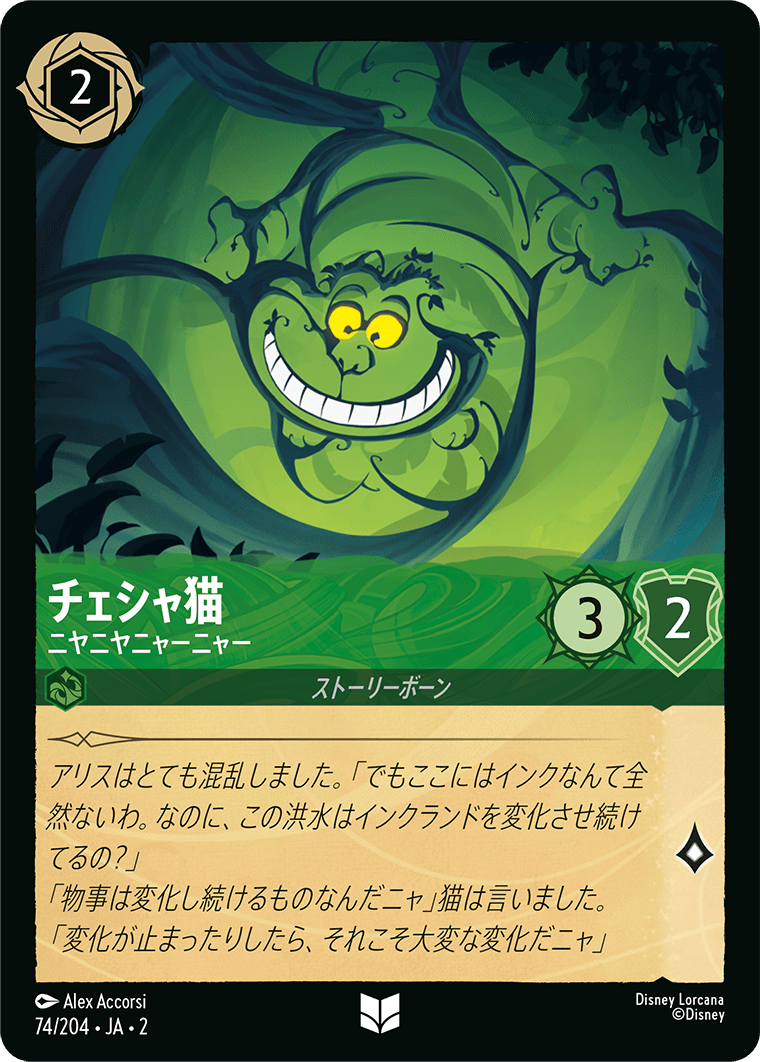 2
チェシャ猫
ニヤニヤニャーニャー
3
2
ストーリーボーン
アリスはとても混乱しました。「でもここにはインクなんて全
然ないわ。なのに、この洪水はインクランドを変化させ続け
てるの？」
「物事は変化し続けるものなんだニャ」猫は言いました。
「変化が止まったりしたら、それこそ大変な変化だニャ」
Alex Accorsi
74/204 • JA • 2
Disney Lorcana
©Disney